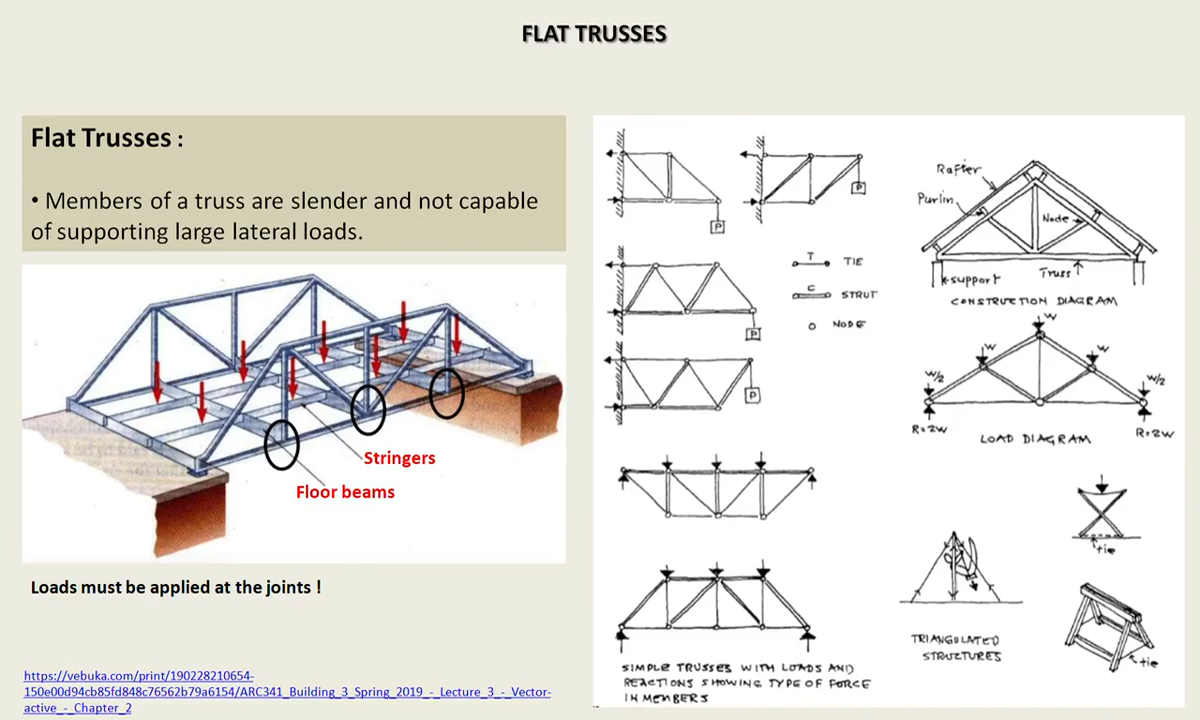 FLAT TRUSSES
Flat Trusses :
• Members of a truss are slender and not capable
of supporting large lateral loads.
Stringers
Floor beams
Loads must be applied at the joints !
https://vebuka.com/print/190228210654-
150e00d94cb85fd848c76562b79a6154/ARC341_Building_3_Spring_2019_-_Lecture_3_-_Vector-
active_-_Chapter_2
P
P
P
P
T TIE
C STRUT
NODE
SIMPLE TRUSSES WITH LOADS AND
REACTIONS SHOWING TYPE OF FORCE
IN MEMBERS
Rafter
Purlin
Node
support
Truss
CONSTRUCTION DIAGRAM
W
W
W
W/2
W/2
R=2W
R=2W
LOAD DIAGRAM
tie
TRIANGULATED
STRUCTURES
tie